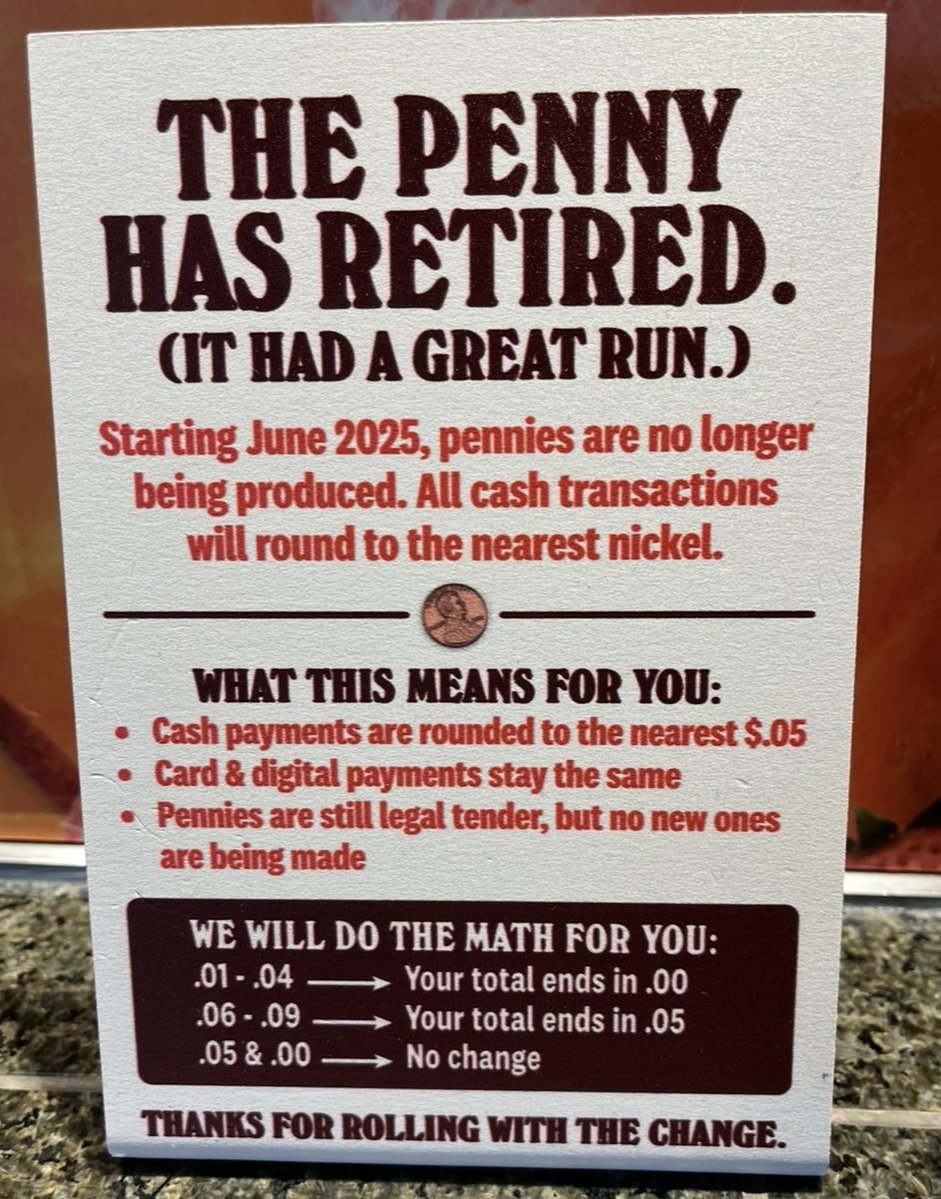 THE PENNY
HAS RETIRED.
(IT HAD A GREAT RUN.)
Starting June 2025, pennies are no longer
being produced. All cash transactions
will round to the nearest nickel.
WHAT THIS MEANS FOR YOU:
• Cash payments are rounded to the nearest $.05
• Card & digital payments stay the same
• Pennies are still legal tender, but no new ones
are being made
WE WILL DO THE MATH FOR YOU:
.01 - .04 → Your total ends in .00
.06 - .09 → Your total ends in .05
.05 & .00 → No change
THANKS FOR ROLLING WITH THE CHANGE.